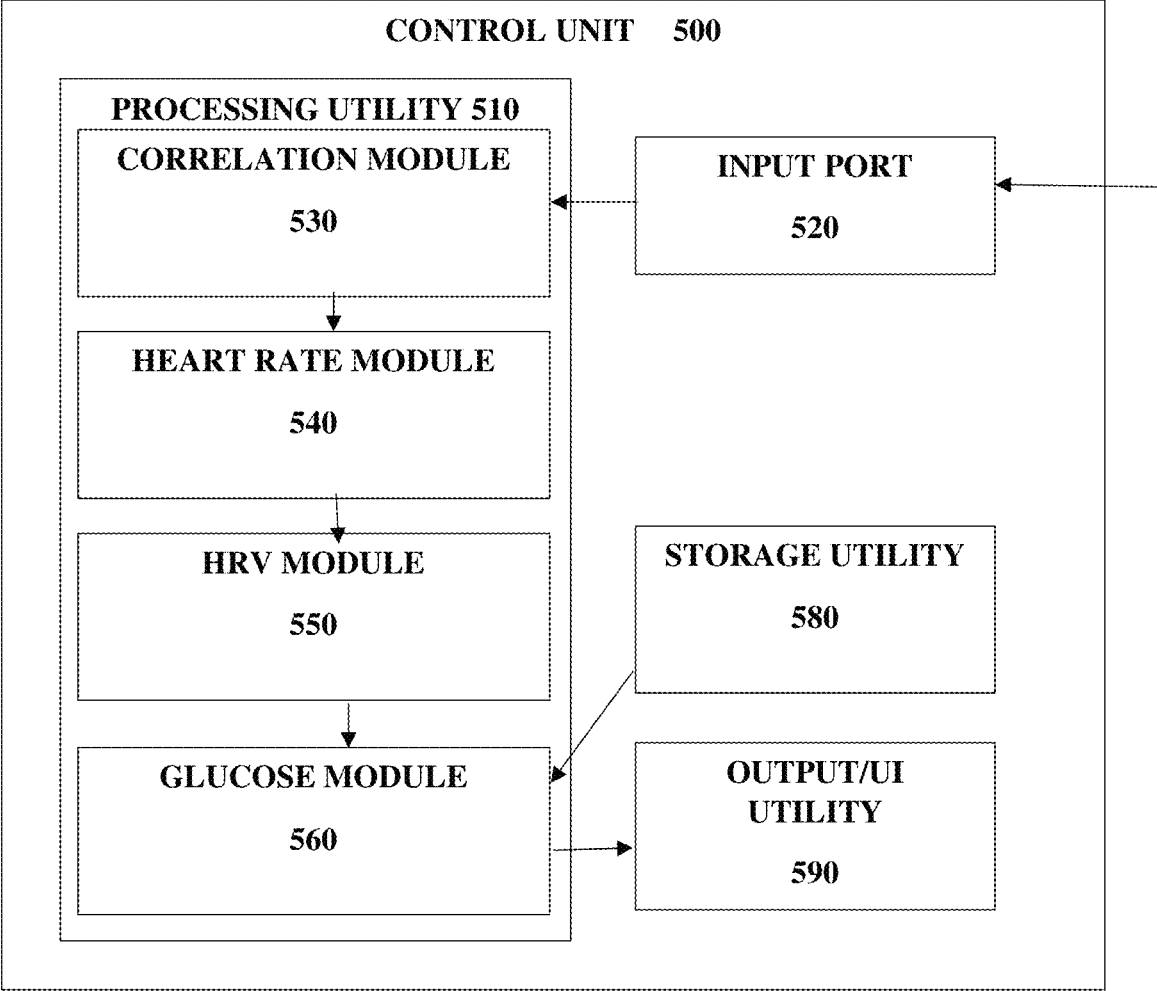 CONTROL UNIT 500
PROCESSING UTILITY 510
CORRELATION MODULE
530
INPUT PORT
520
HEART RATE MODULE
540
HRV MODULE
550
STORAGE UTILITY
580
GLUCOSE MODULE
560
OUTPUT/UI
UTILITY
590